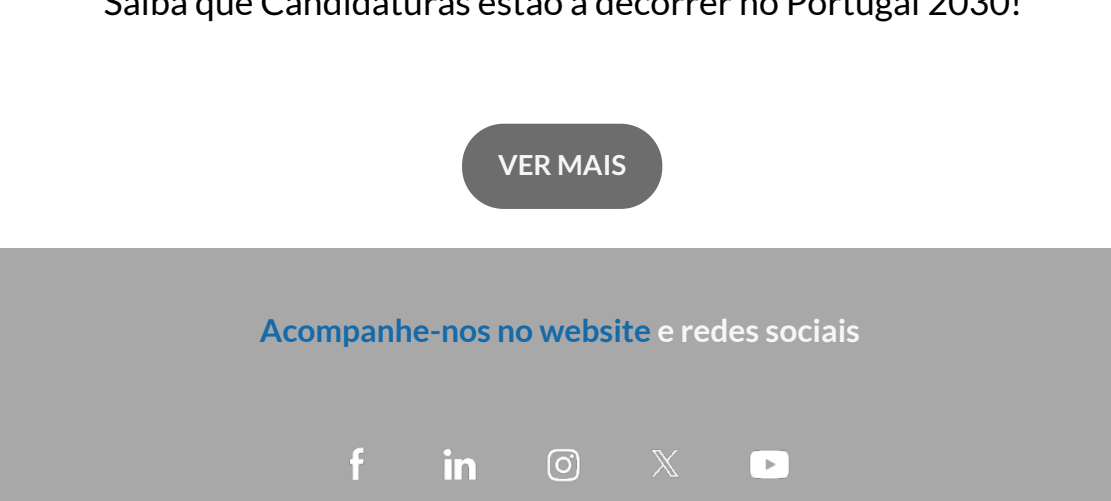 Saiba que Candidaturas estão a decorrer no Portugal 2030!
VER MAIS
Acompanhe-nos no website e redes sociais